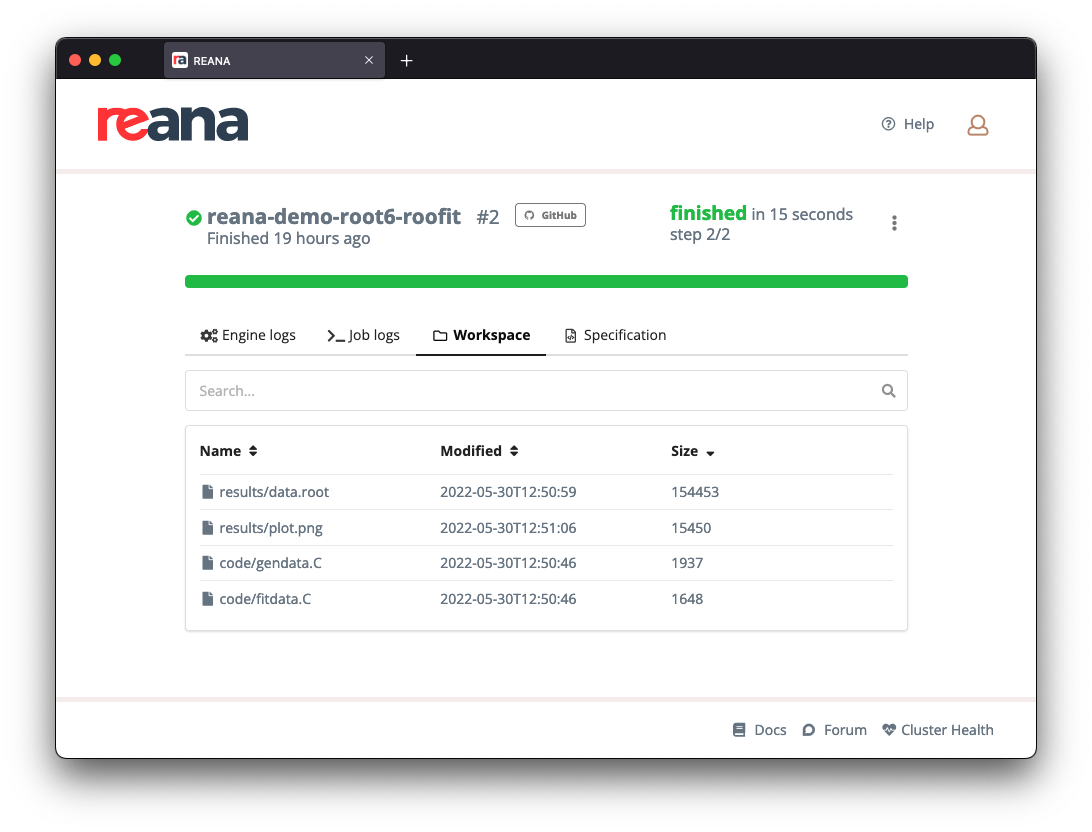 ra REANA
reana
Help
reana-demo-root6-roofit #2 GitHub
Finished 19 hours ago
finished in 15 seconds
step 2/2
Engine logs Job logs Workspace Specification
Search...
Name Modified Size
results/data.root 2022-05-30T12:50:59 154453
results/plot.png 2022-05-30T12:51:06 15450
code/gendata.C 2022-05-30T12:50:46 1937
code/fitdata.C 2022-05-30T12:50:46 1648
Docs Forum Cluster Health